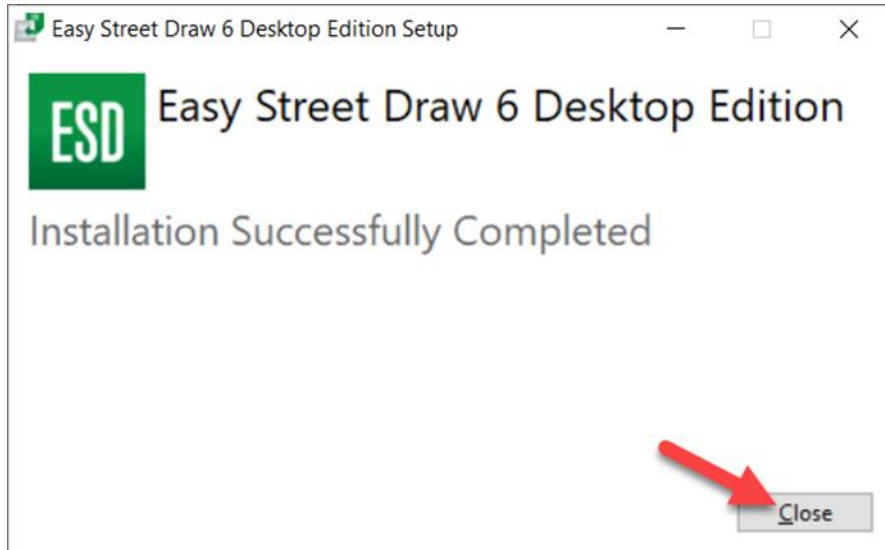 Easy Street Draw 6 Desktop Edition Setup
ESD
Easy Street Draw 6 Desktop Edition
Installation Successfully Completed
Close